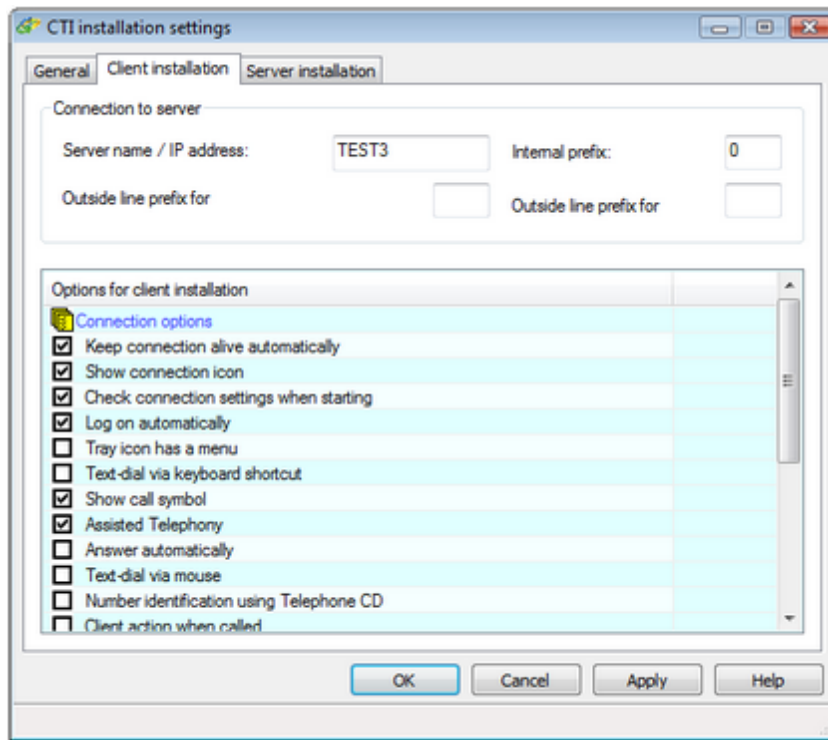 CTI installation settings
General Client installation Server installation
Connection to server
Server name / IP address: TEST3 Internal prefix: 0
Outside line prefix for Outside line prefix for
Options for client installation
Connection options
Keep connection alive automatically
Show connection icon
Check connection settings when starting
Log on automatically
Tray icon has a menu
Text-dial via keyboard shortcut
Show call symbol
Assisted Telephony
Answer automatically
Text-dial via mouse
Number identification using Telephone CD
Client action when called
OK Cancel Apply Help